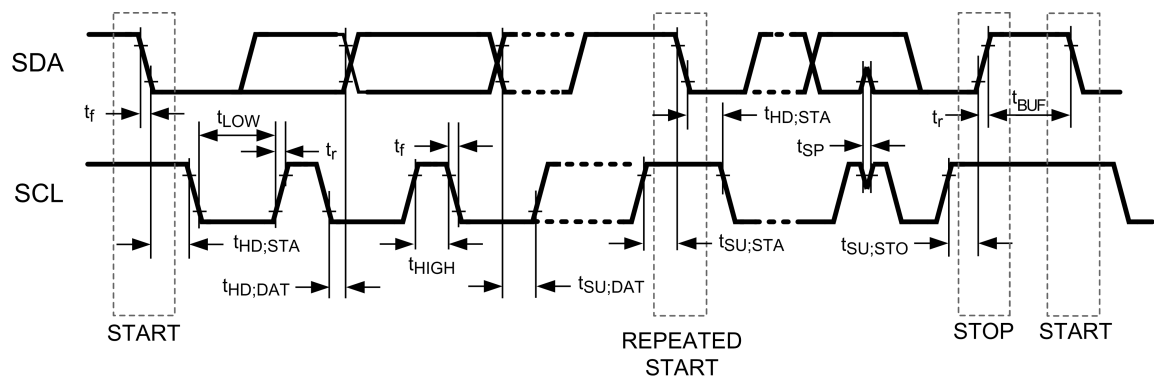 SDA
tf
tLOW
tr
tf
tHD;STA
tSP
tr
tBUF
SCL
tHD;STA
tHD;DAT
tHIGH
tSU;DAT
tSU;STA
tSU;STO
START
REPEATED
START
STOP
START